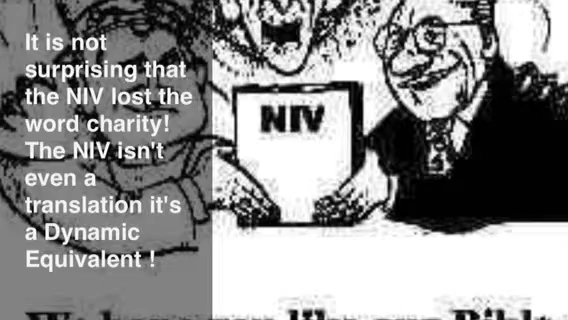 It is not
surprising that
the NIV lost the
word charity!
The NIV isn't
even a
translation it's
a Dynamic
Equivalent !
NIV